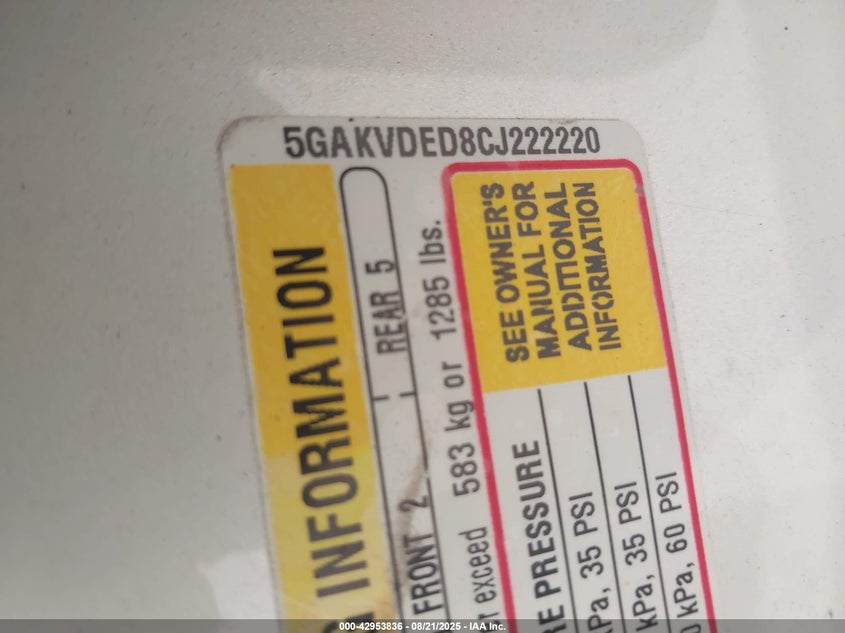 5GAKVDED8CJ222220
INFORMATION
FRONT 2 REAR 5
exceed 583 kg or 1285 lbs.
SEE OWNER'S
MANUAL FOR
ADDITIONAL
INFORMATION
RE PRESSURE
kPa, 35 PSI
kPa, 35 PSI
0 kPa, 60 PSI
000-42953836 - 08/21/2025 - IAA Inc.